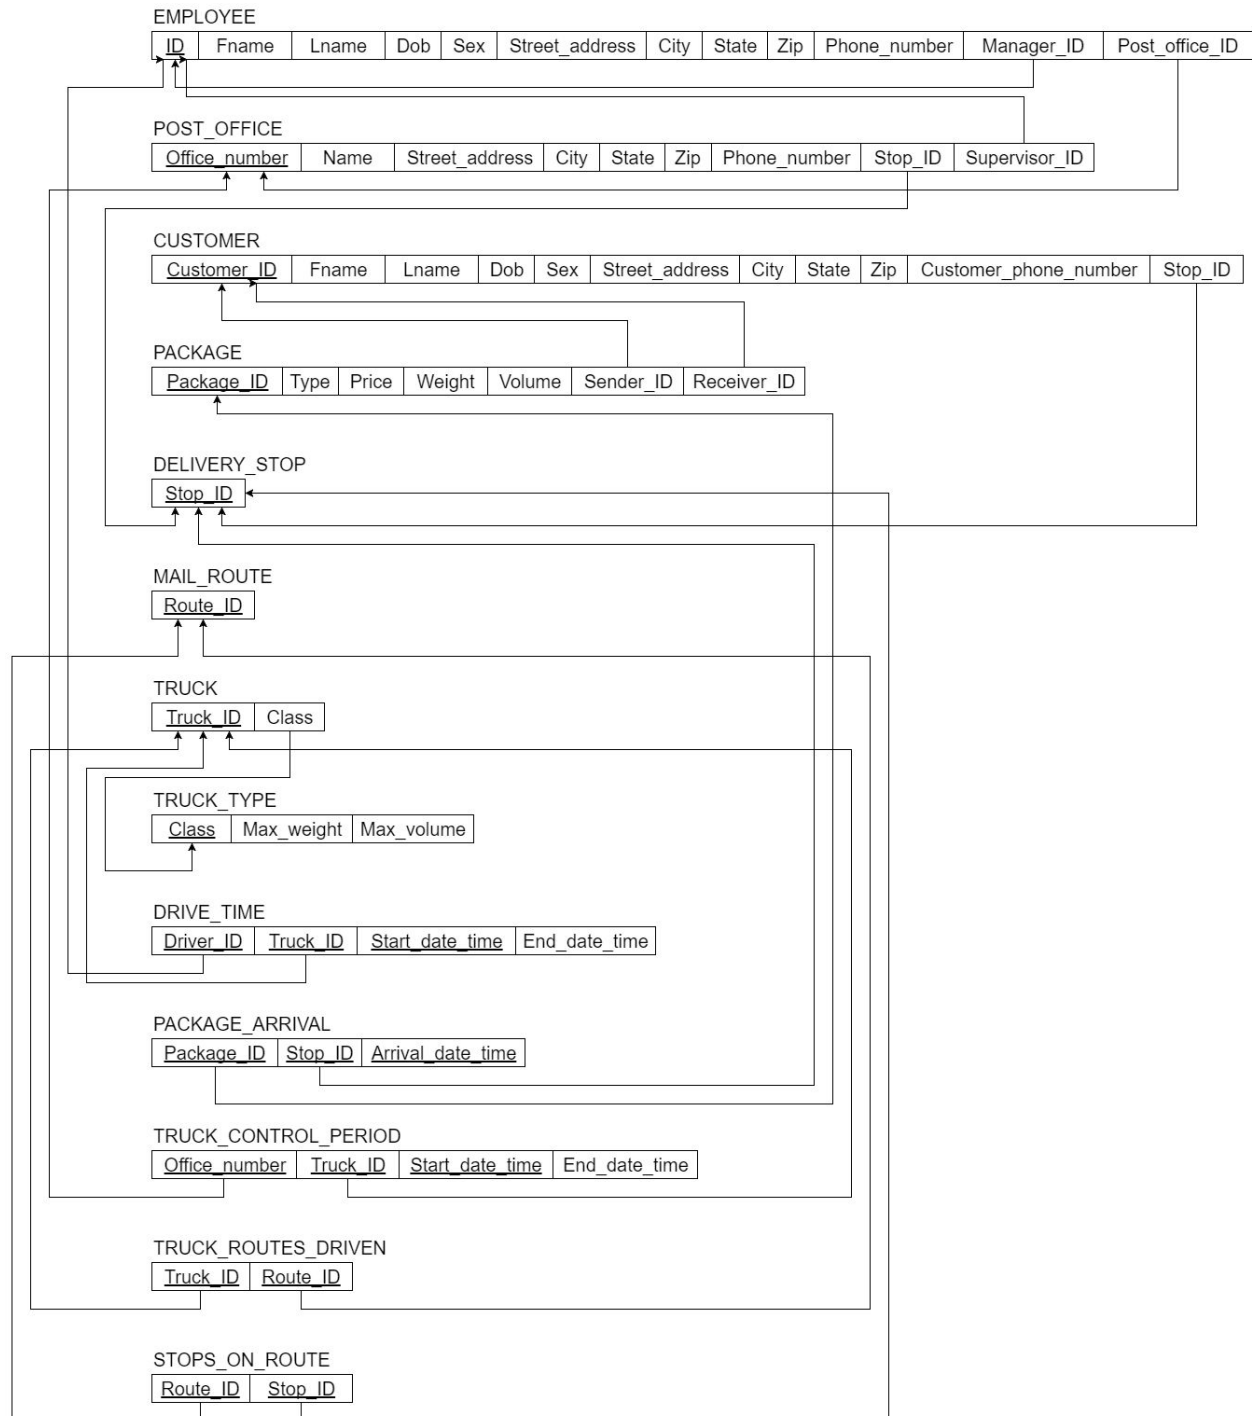 EMPLOYEE
ID Fname Lname Dob Sex Street_address City State Zip Phone_number Manager_ID Post_office_ID
POST_OFFICE
Office_number Name Street_address City State Zip Phone_number Stop_ID Supervisor_ID
CUSTOMER
Customer_ID Fname Lname Dob Sex Street_address City State Zip Customer_phone_number Stop_ID
PACKAGE
Package_ID Type Price Weight Volume Sender_ID Receiver_ID
DELIVERY_STOP
Stop_ID
MAIL_ROUTE
Route_ID
TRUCK
Truck_ID Class
TRUCK_TYPE
Class Max_weight Max_volume
DRIVE_TIME
Driver_ID Truck_ID Start_date_time End_date_time
PACKAGE_ARRIVAL
Package_ID Stop_ID Arrival_date_time
TRUCK_CONTROL_PERIOD
Office_number Truck_ID Start_date_time End_date_time
TRUCK_ROUTES_DRIVEN
Truck_ID Route_ID
STOPS_ON_ROUTE
Route_ID Stop_ID